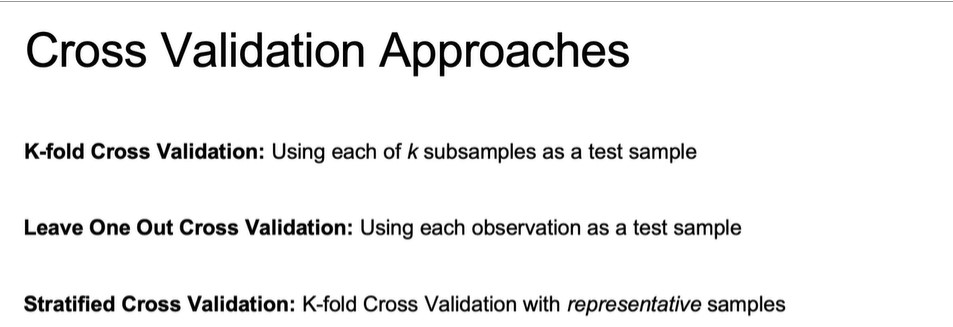 Cross Validation Approaches
K-fold Cross Validation: Using each of k subsamples as a test sample
Leave One Out Cross Validation: Using each observation as a test sample
Stratified Cross Validation: K-fold Cross Validation with representative samples